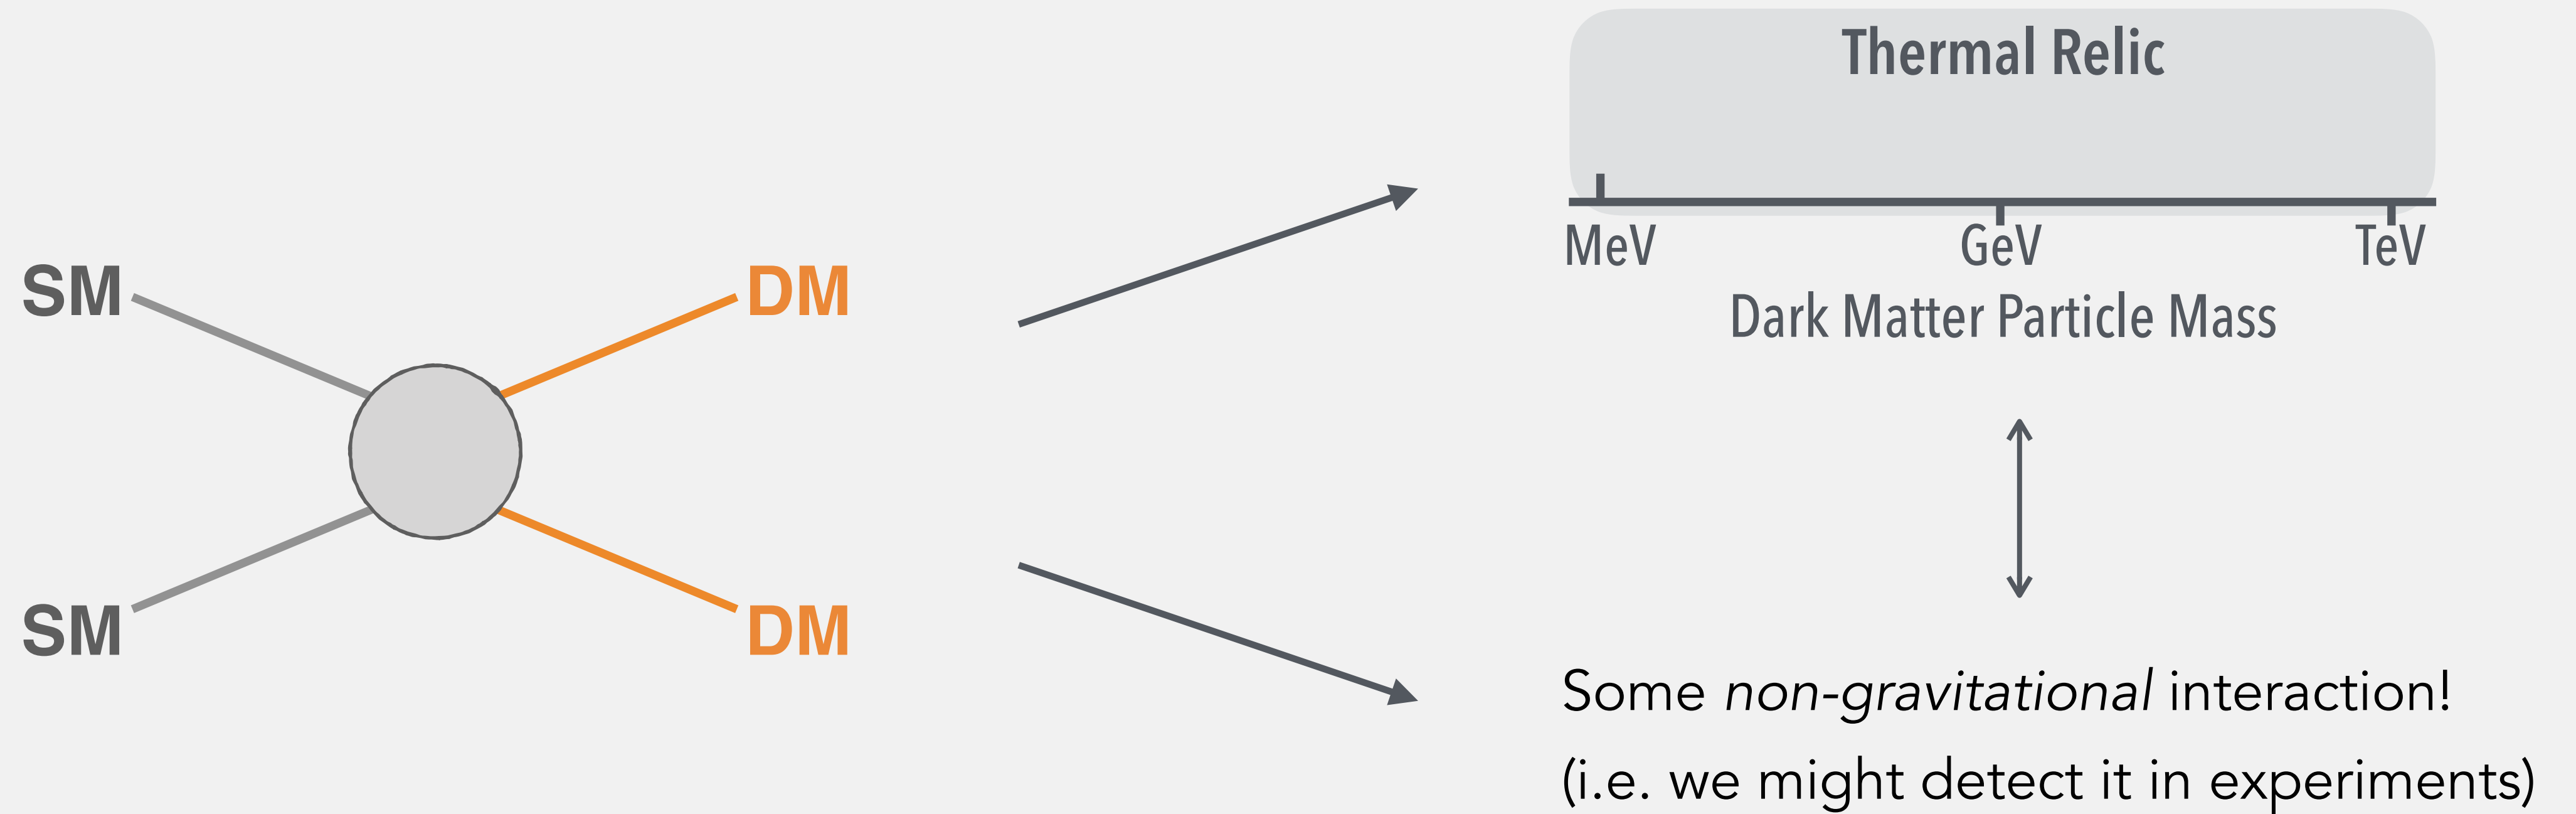 SM
DM
SM
DM
Thermal Relic
MeV GeV TeV
Dark Matter Particle Mass
Some non-gravitational interaction!
(i.e. we might detect it in experiments)